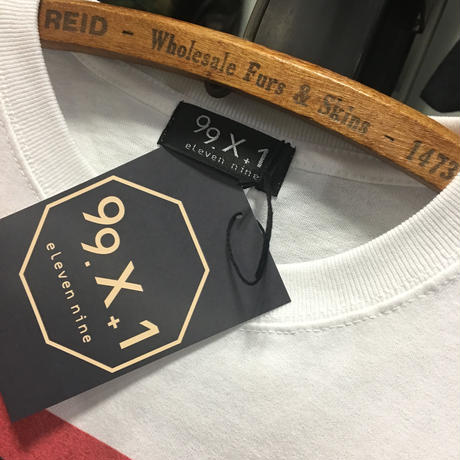 REID - Wholesale Furs & Skins - 1473
99.X+1
eleven nine
99.X+1
eleven nine